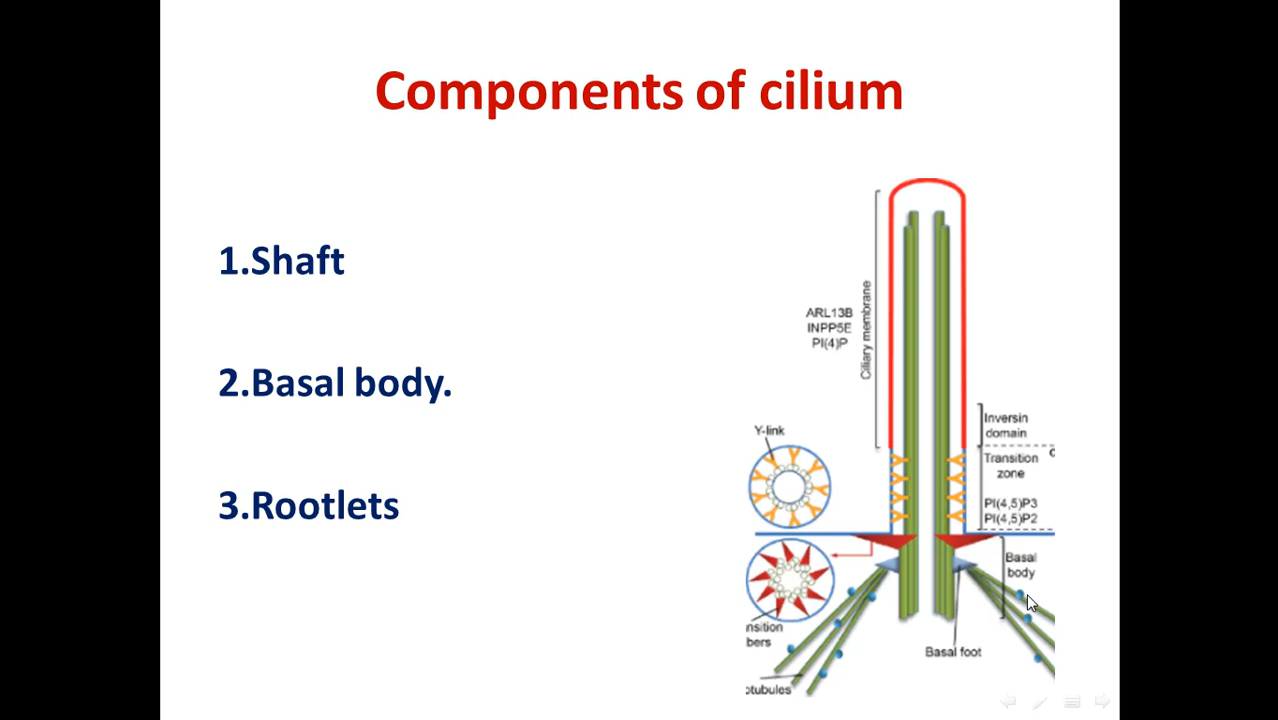 Components of cilium
1.Shaft
2.Basal body.
3.Rootlets
ARL13B
INPP5E
PI(4)P
Ciliary membrane
Inversin
domain
Y-link
Transition
zone
PI(4,5)P3
PI(4,5)P2
Basal
body
nsition
bers
Basal foot
otubules